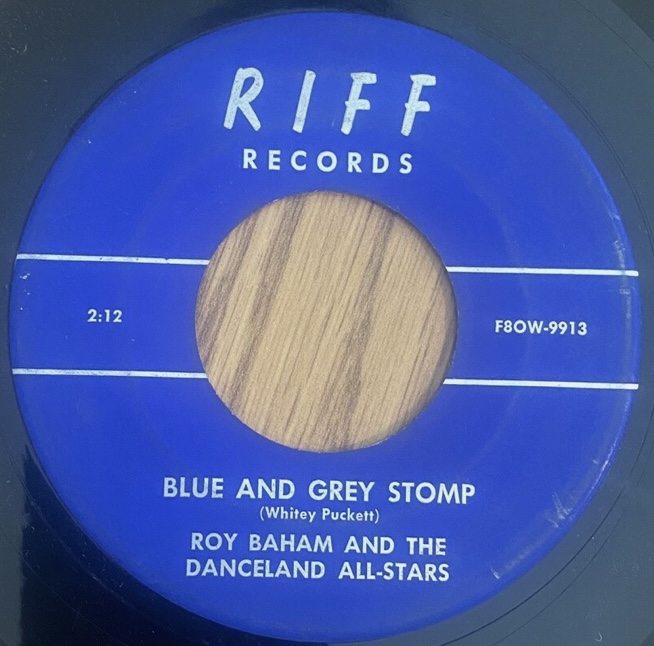 RIFF
RECORDS
2:12
F8OW-9913
BLUE AND GREY STOMP
(Whitey Puckett)
ROY BAHAM AND THE
DANCELAND ALL-STARS